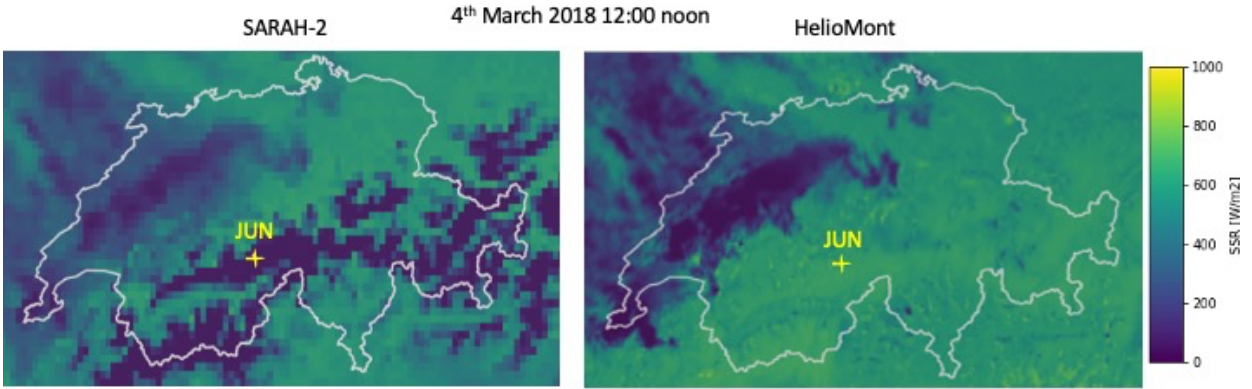 4th March 2018 12:00 noon
SARAH-2
HelioMont
JUN
JUN
1000
800
600
400
200
0
SSR [W/m2]